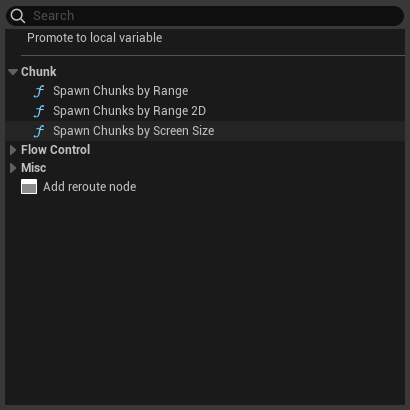 Search
Promote to local variable
Chunk
Spawn Chunks by Range
Spawn Chunks by Range 2D
Spawn Chunks by Screen Size
Flow Control
Misc
Add reroute node